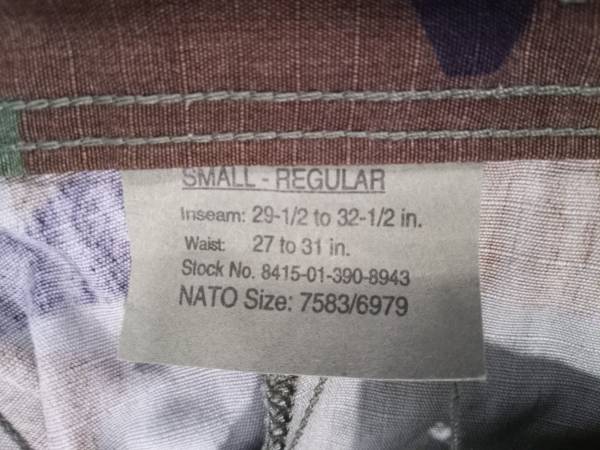 SMALL - REGULAR
Inseam: 29-1/2 to 32-1/2 in.
Waist: 27 to 31 in.
Stock No. 8415-01-390-8943
NATO Size: 7583/6979